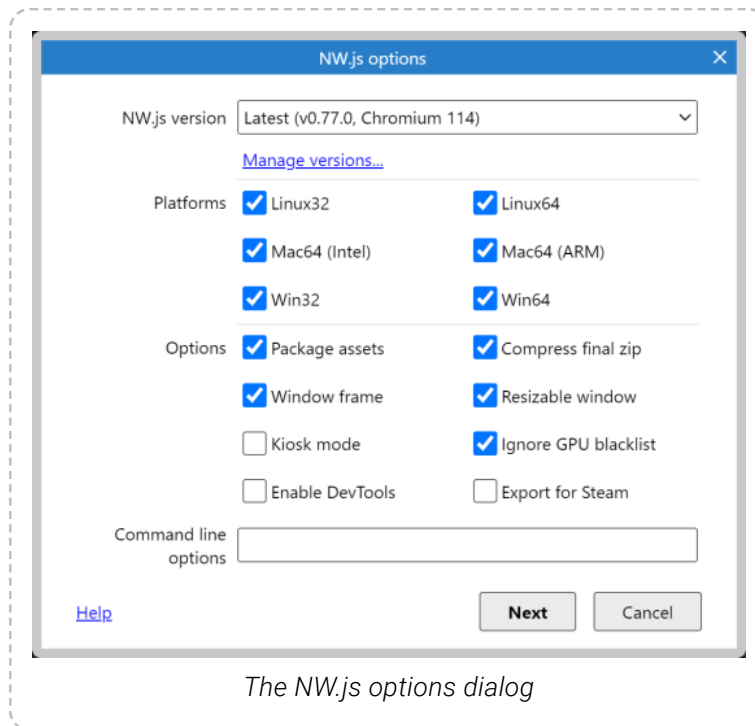 NW.js options
NW.js version Latest (v0.77.0, Chromium 114)
Manage versions...
Platforms Linux32 Linux64
Mac64 (Intel) Mac64 (ARM)
Win32 Win64
Options Package assets Compress final zip
Window frame Resizable window
Kiosk mode Ignore GPU blacklist
Enable DevTools Export for Steam
Command line
options
Help Next Cancel
The NW.js options dialog